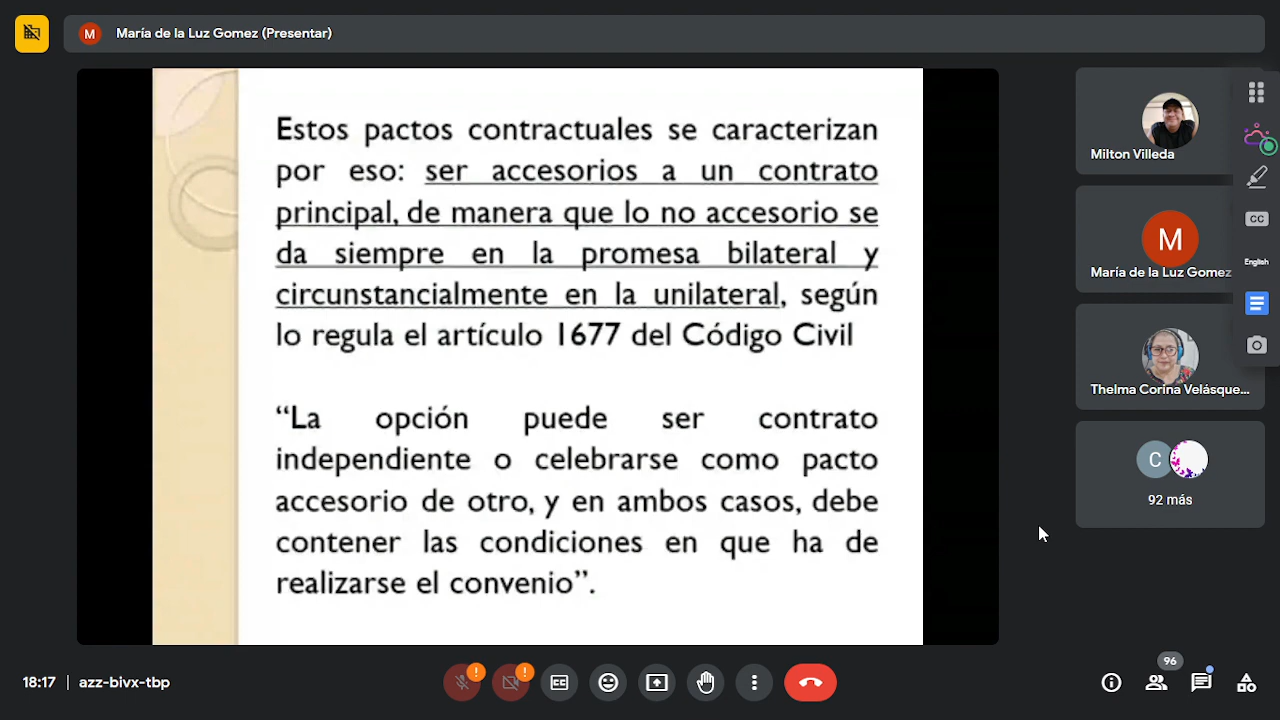 M María de la Luz Gomez (Presentar)
Estos pactos contractuales se caracterizan
por eso: ser accesorios a un contrato
principal, de manera que lo no accesorio se
da siempre en la promesa bilateral y
circunstancialmente en la unilateral, según
lo regula el artículo 1677 del Código Civil
“La opción puede ser contrato
independiente o celebrarse como pacto
accesorio de otro, y en ambos casos, debe
contener las condiciones en que ha de
realizarse el convenio”.
Milton Villeda
M
María de la Luz Gomez
Thelma Corina Velásque...
C
92 más
CC
English
18:17 | azz-bivx-tbp
! !
CC
96